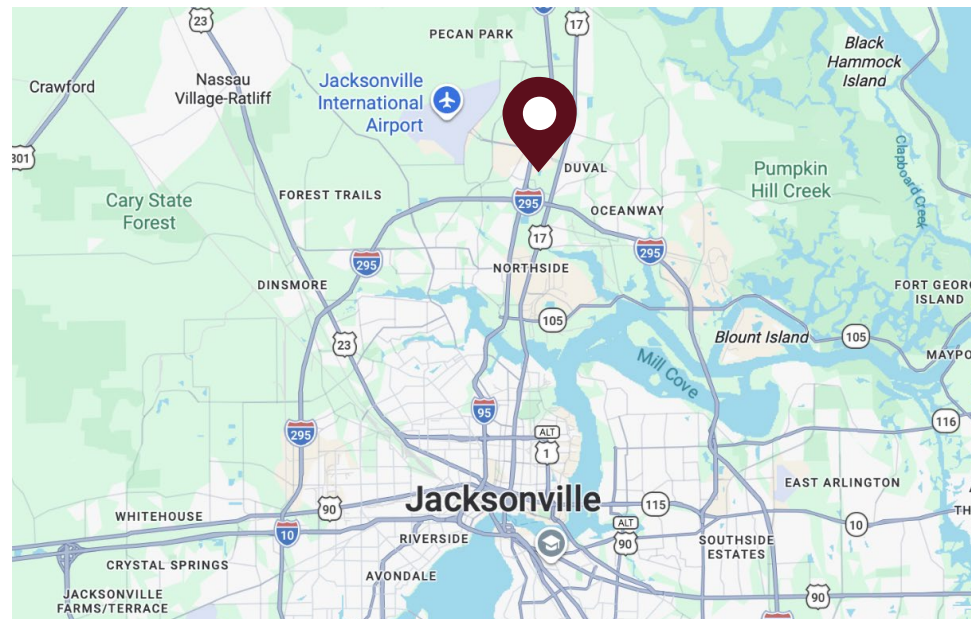 23
17
PECAN PARK
Black
Hammock
Island
Crawford
Nassau
Village-Ratliff
Jacksonville
International
Airport
301
DUVAL
Pumpkin
Hill Creek
Clapboard Creek
Cary State
Forest
FOREST TRAILS
295
OCEANWAY
17
295
295
NORTHSIDE
DINSMORE
FORT GEORG
ISLAND
105
23
Blount Island
105
MAYPO
Mill Cove
95
295
ALT
1
116
Jacksonville
EAST ARLINGTON
90
115
TH
WHITEHOUSE
10
RIVERSIDE
ALT
90
10
SOUTHSIDE
ESTATES
CRYSTAL SPRINGS
AVONDALE
JACKSONVILLE
FARMS/TERRACE
90